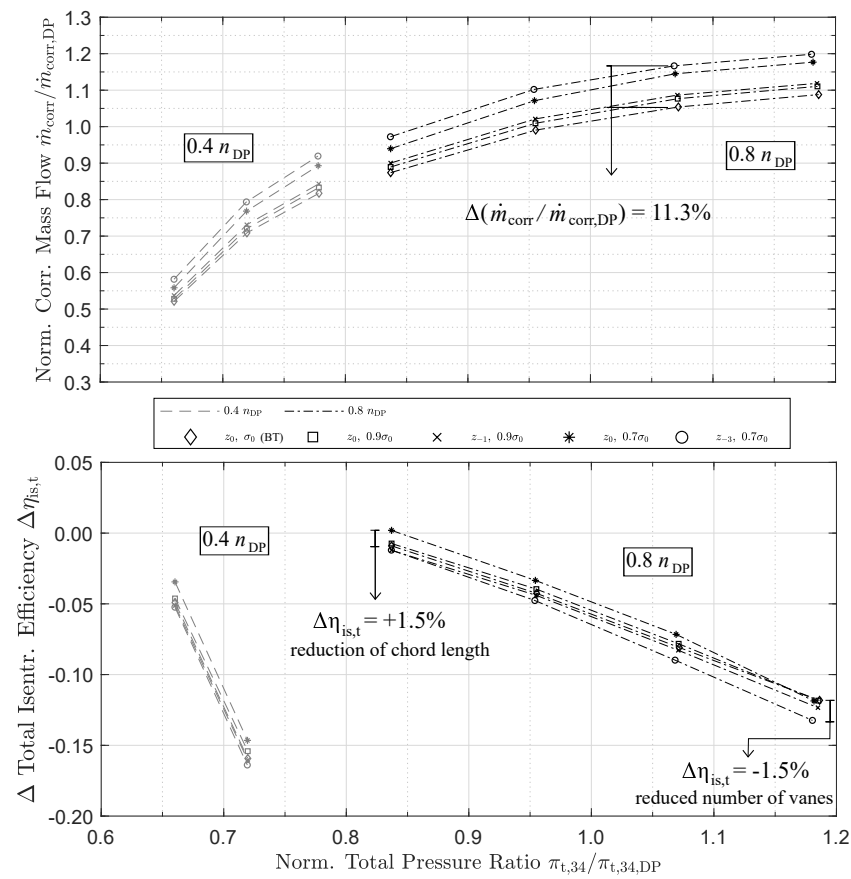 1.3
1.2
1.1
1.0
0.9
0.8
0.7
0.6
0.5
0.4
0.3
Norm. Corr. Mass Flow ṁcorr/ṁcorr,DP
0.4 nDP
0.8 nDP
Δ(ṁcorr/ṁcorr,DP) = 11.3%
0.4 nDP 0.8 nDP
z0, σ0 (BT) z0, 0.9σ0 z−1, 0.9σ0 z0, 0.7σ0 z−3, 0.7σ0
0.05
0.00
-0.05
-0.10
-0.15
-0.20
Δ Total Isentr. Efficiency Δηis,t
0.4 nDP
0.8 nDP
Δηis,t = +1.5%
reduction of chord length
Δηis,t = -1.5%
reduced number of vanes
0.6 0.7 0.8 0.9 1.0 1.1 1.2
Norm. Total Pressure Ratio πt,34/πt,34,DP